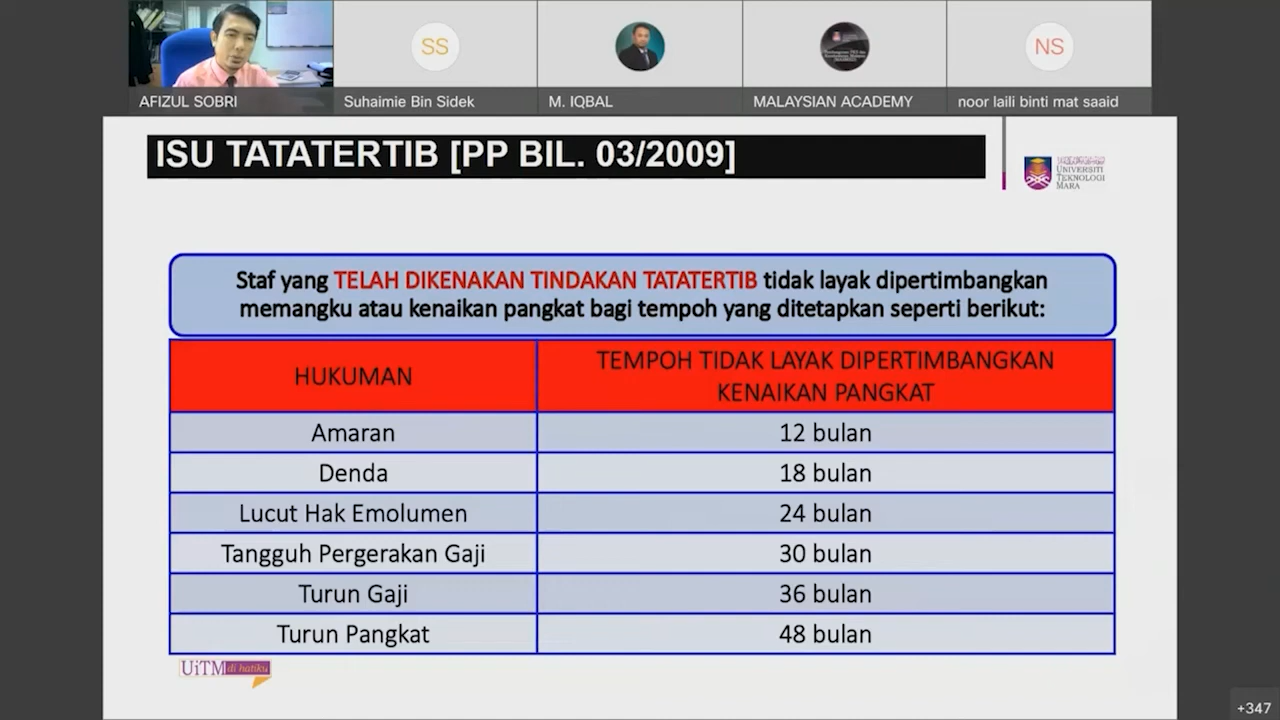 AFIZUL SOBRI
SS
Suhaimie Bin Sidek
M. IQBAL
MALAYSIAN ACADEMY
NS
noor laili binti mat saaid
ISU TATATERTIB [PP BIL. 03/2009]
UNIVERSITI
TEKNOLOGI
MARA
Staf yang TELAH DIKENAKAN TINDAKAN TATATERTIB tidak layak dipertimbangkan
memangku atau kenaikan pangkat bagi tempoh yang ditetapkan seperti berikut:
HUKUMAN
TEMPOH TIDAK LAYAK DIPERTIMBANGKAN
KENAIKAN PANGKAT
Amaran
12 bulan
Denda
18 bulan
Lucut Hak Emolumen
24 bulan
Tangguh Pergerakan Gaji
30 bulan
Turun Gaji
36 bulan
Turun Pangkat
48 bulan
UiTM di hatiku
+347